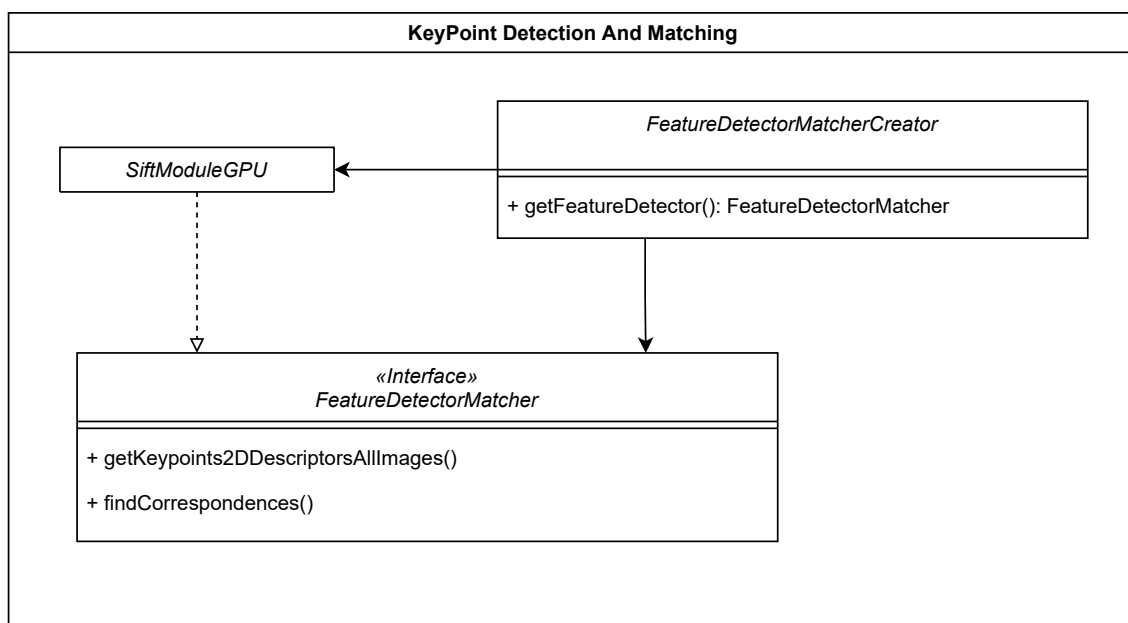 KeyPoint Detection And Matching
FeatureDetectorMatcherCreator
SiftModuleGPU
+ getFeatureDetector(): FeatureDetectorMatcher
«Interface»
FeatureDetectorMatcher
+ getKeypoints2DDescriptorsAllImages()
+ findCorrespondences()